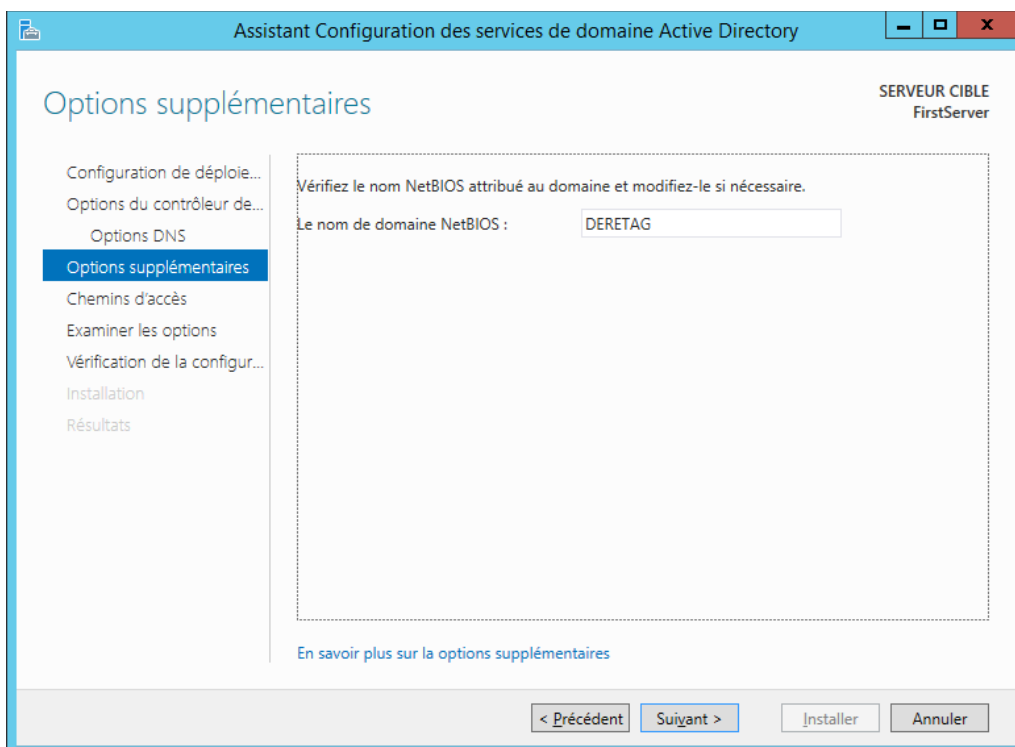 Assistant Configuration des services de domaine Active Directory
Options supplémentaires
SERVEUR CIBLE
FirstServer
Configuration de déploie...
Options du contrôleur de...
Options DNS
Options supplémentaires
Chemins d'accès
Examiner les options
Vérification de la configur...
Installation
Résultats
Vérifiez le nom NetBIOS attribué au domaine et modifiez-le si nécessaire.
Le nom de domaine NetBIOS : DERETAG
En savoir plus sur la options supplémentaires
< Précédent Suivant > Installer Annuler